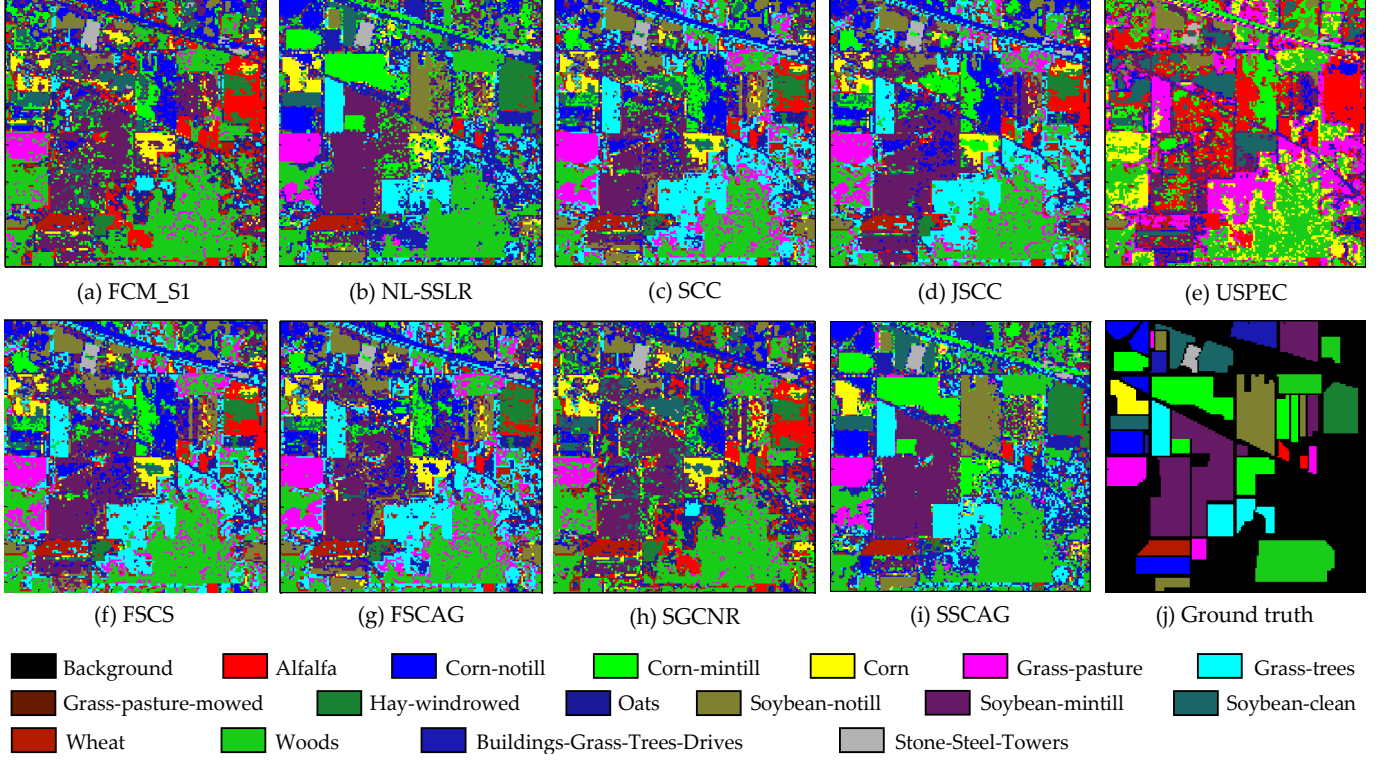 (a) FCM_S1 (b) NL-SSLR (c) SCC (d) JSCC (e) USPEC
(f) FSCS (g) FSCAG (h) SGCNR (i) SSCAG (j) Ground truth
Background Alfalfa Corn-notill Corn-mintill Corn Grass-pasture Grass-trees
Grass-pasture-mowed Hay-windrowed Oats Soybean-notill Soybean-mintill Soybean-clean
Wheat Woods Buildings-Grass-Trees-Drives Stone-Steel-Towers